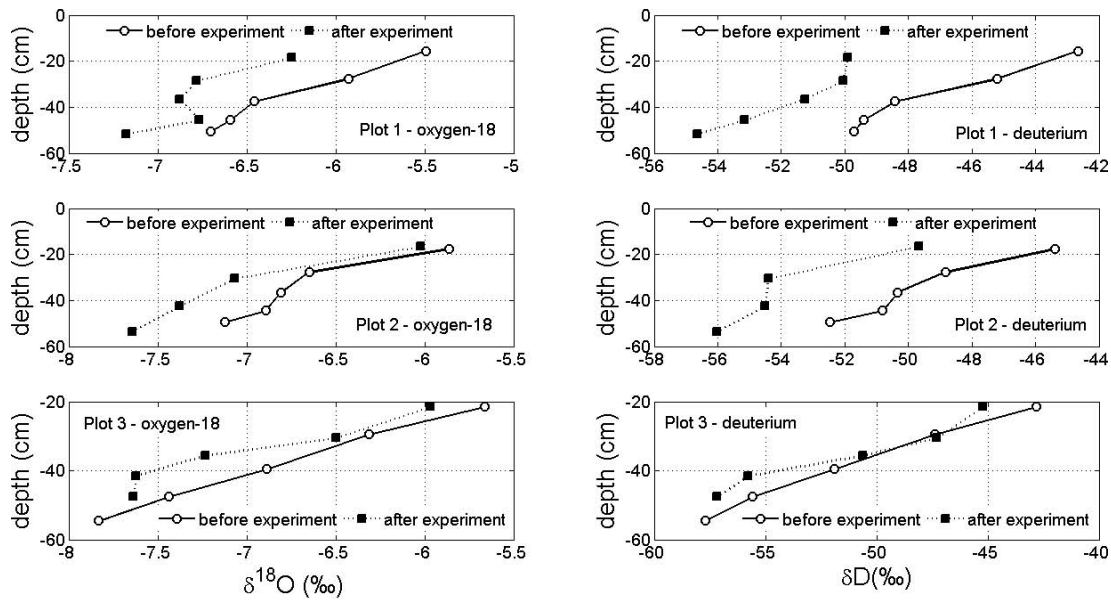 0
-20
-40
-60
depth (cm)
before experiment after experiment
Plot 1 - oxygen-18
-7.5 -7 -6.5 -6 -5.5 -5
0
-20
-40
-60
depth (cm)
before experiment after experiment
Plot 1 - deuterium
-56 -54 -52 -50 -48 -46 -44 -42
0
-20
-40
-60
depth (cm)
before experiment after experiment
Plot 2 - oxygen-18
-8 -7.5 -7 -6.5 -6 -5.5
0
-20
-40
-60
depth (cm)
before experiment after experiment
Plot 2 - deuterium
-58 -56 -54 -52 -50 -48 -46 -44
-20
-40
-60
depth (cm)
Plot 3 - oxygen-18
before experiment after experiment
-8 -7.5 -7 -6.5 -6 -5.5
δ¹⁸O (‰)
-20
-40
-60
depth (cm)
Plot 3 - deuterium
before experiment after experiment
-60 -55 -50 -45 -40
δD(‰)